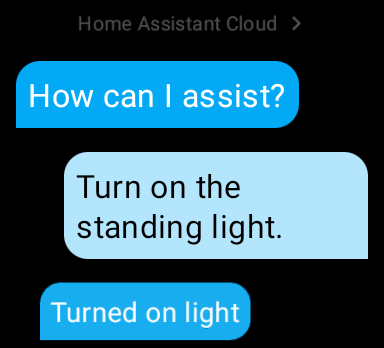 Home Assistant Cloud
How can I assist?
Turn on the
standing light.
Turned on light